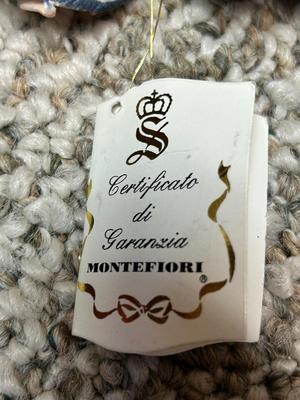 S
Certificato
di
Garanzia
MONTEFIORI®